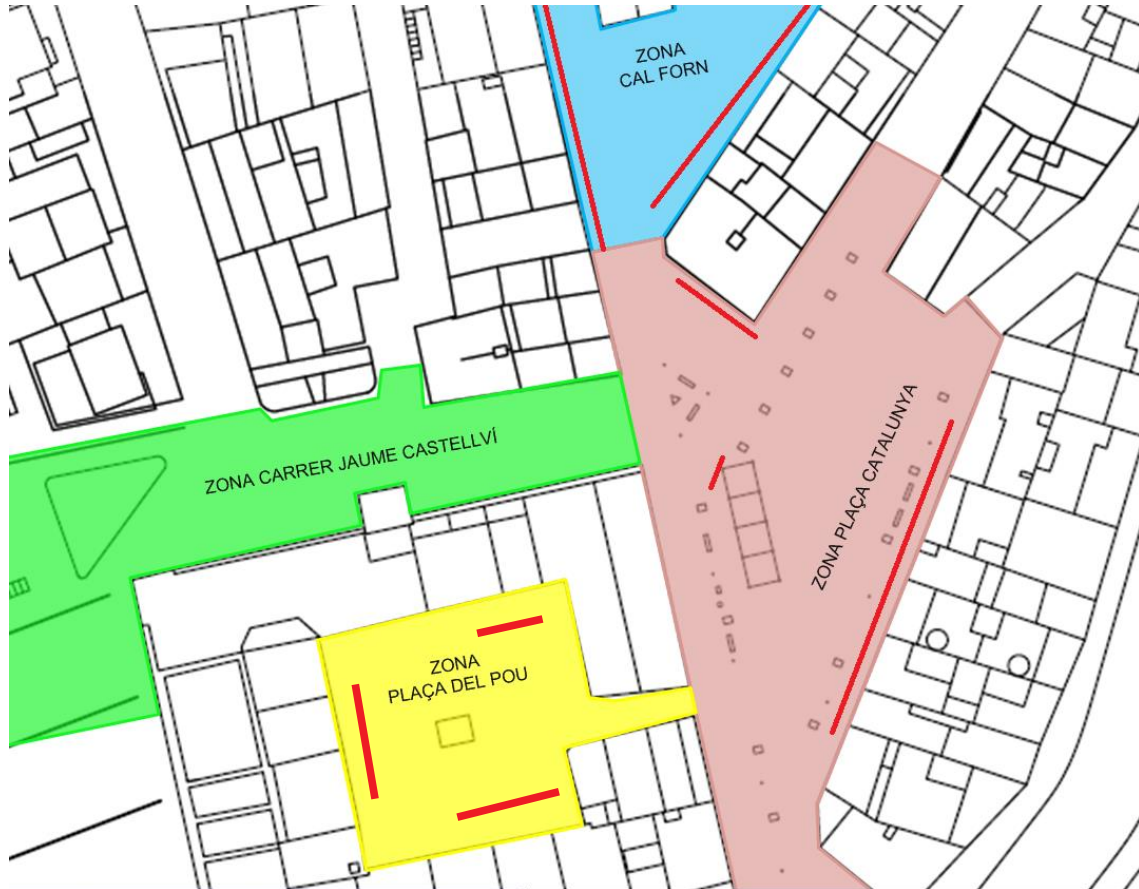 ZONA
CAL FORN
ZONA CARRER JAUME CASTELLVÍ
ZONA PLAÇA CATALUNYA
ZONA
PLAÇA DEL POU